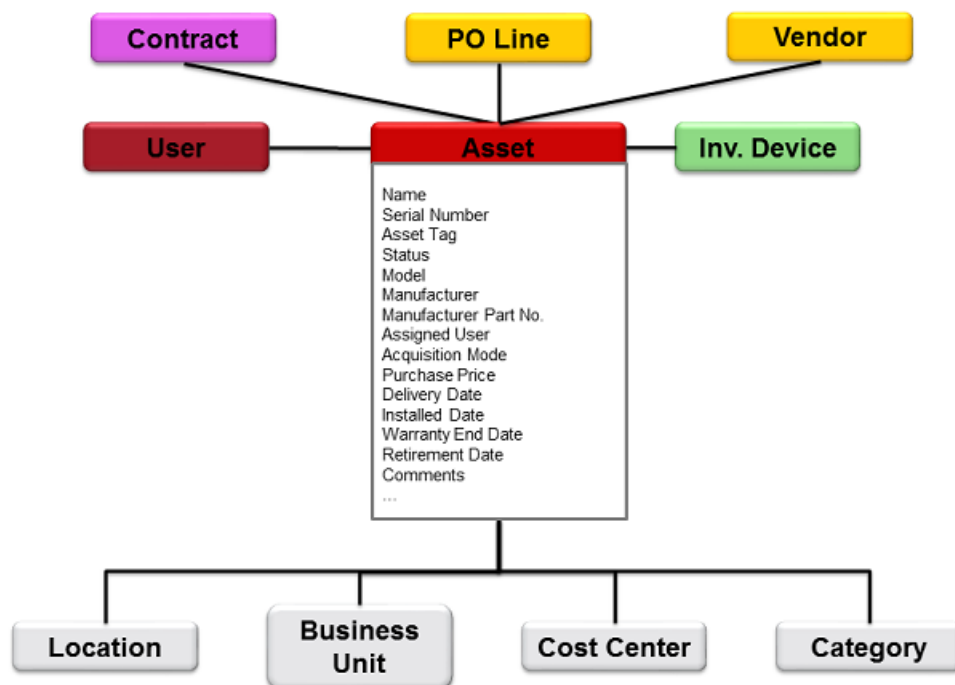 Contract
PO Line
Vendor
User
Asset
Inv. Device
Name
Serial Number
Asset Tag
Status
Model
Manufacturer
Manufacturer Part No.
Assigned User
Acquisition Mode
Purchase Price
Delivery Date
Installed Date
Warranty End Date
Retirement Date
Comments
...
Location
Business
Unit
Cost Center
Category